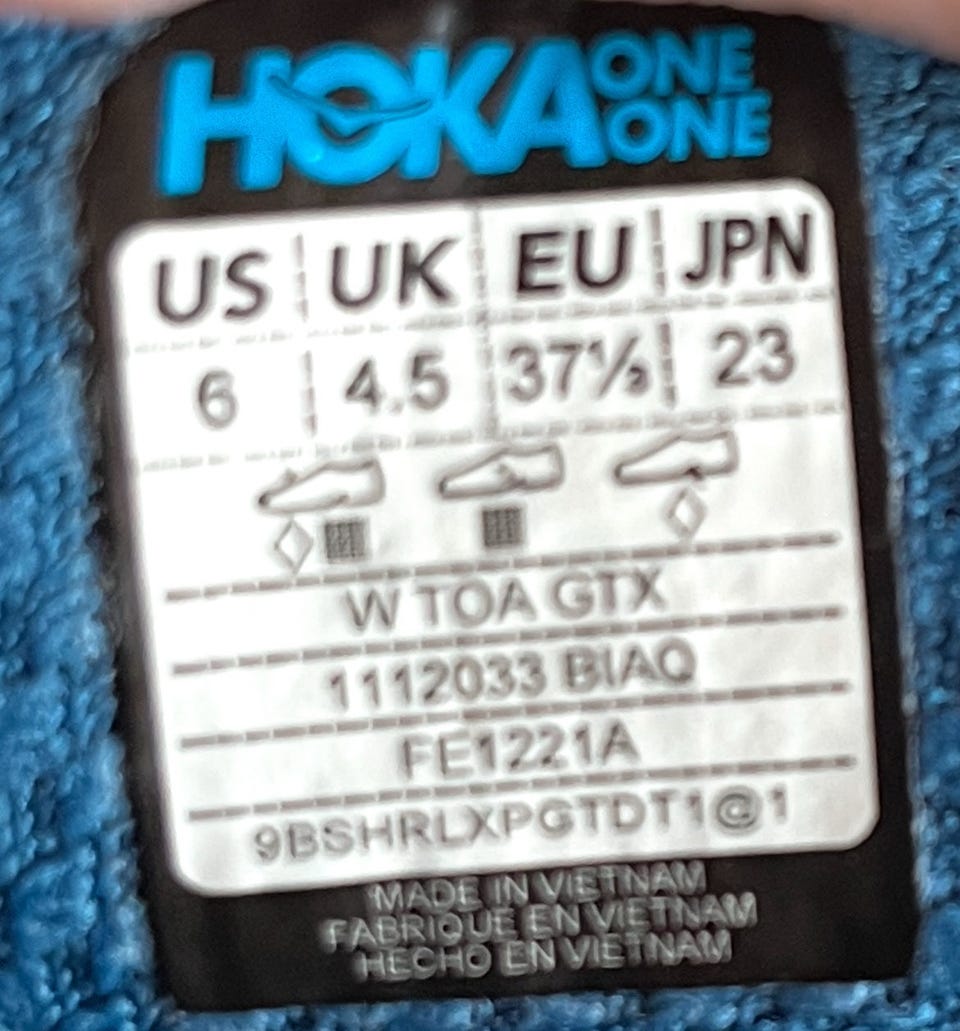 HOKA ONE ONE
US UK EU JPN
6 4.5 37⅓ 23
W TOA GTX
1112033 BIAQ
FE1221A
9BSHRLXPGTDT1@1
MADE IN VIETNAM
FABRIQUE EN VIETNAM
HECHO EN VIETNAM